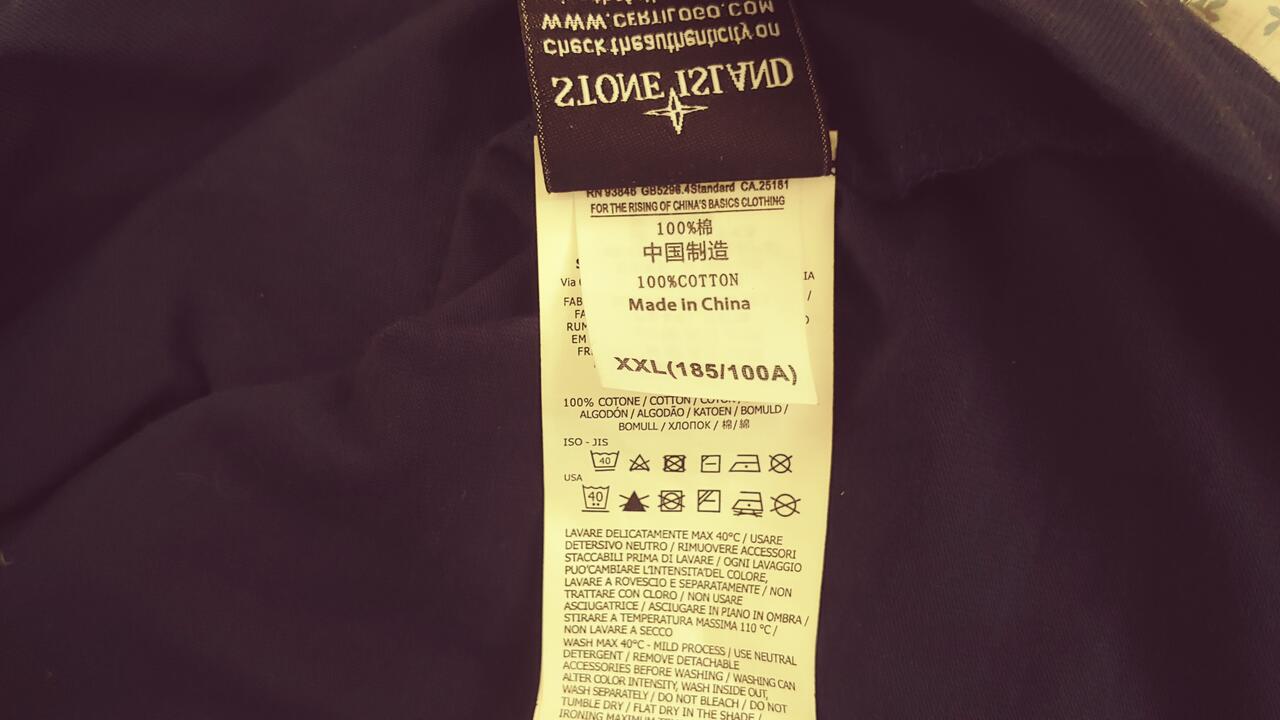 WWW.CERTILOGO.COM
check the authenticity on
STONE ISLAND
RN 93846 GB5296.4Standard CA.25181
FOR THE RISING OF CHINA'S BASICS CLOTHING
100%棉
中国制造
100%COTTON
Made in China
XXL(185/100A)
Via
100% COTONE / COTTON /
ALGODÓN / ALGODÃO / KATOEN / BOMULD /
BOMULL / ХЛОПОК / 棉/綿
ISO - JIS
40
USA
40
LAVARE DELICATAMENTE MAX 40°C / USARE
DETERSIVO NEUTRO / RIMUOVERE ACCESSORI
STACCABILI PRIMA DI LAVARE / OGNI LAVAGGIO
PUO'CAMBIARE L'INTENSITA'DEL COLORE,
LAVARE A ROVESCIO E SEPARATAMENTE / NON
TRATTARE CON CLORO / NON USARE
ASCIUGATRICE / ASCIUGARE IN PIANO IN OMBRA /
STIRARE A TEMPERATURA MASSIMA 110 °C /
NON LAVARE A SECCO
WASH MAX 40°C - MILD PROCESS / USE NEUTRAL
DETERGENT / REMOVE DETACHABLE
ACCESSORIES BEFORE WASHING / WASHING CAN
ALTER COLOR INTENSITY, WASH INSIDE OUT,
WASH SEPARATELY / DO NOT BLEACH / DO NOT
TUMBLE DRY / FLAT DRY IN THE SHADE /
IRONING MAXIMUM